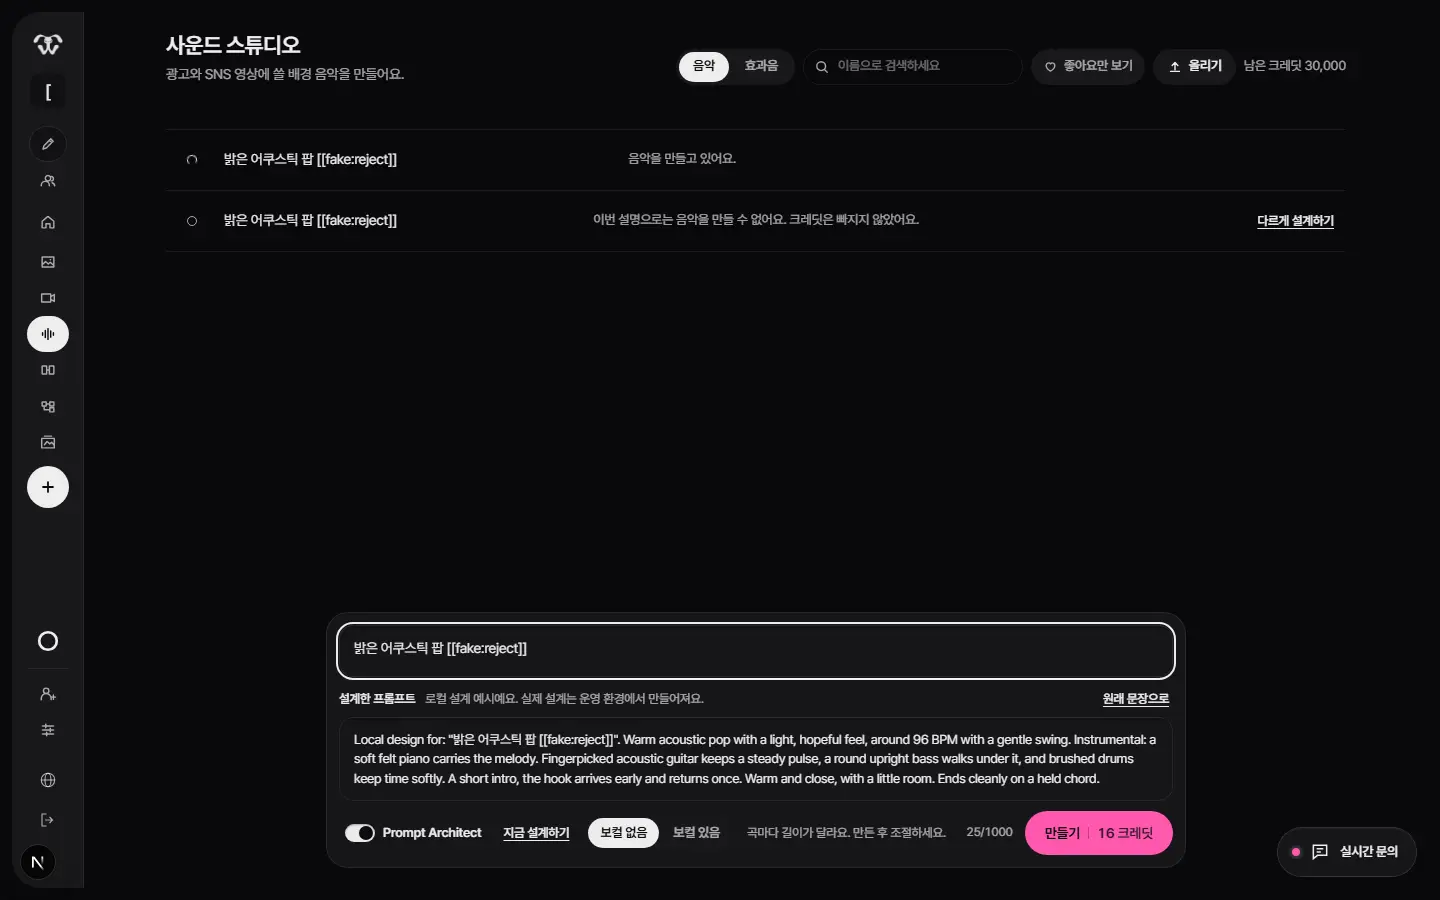 [
사운드 스튜디오
광고와 SNS 영상에 쓸 배경 음악을 만들어요.
음악
효과음
이름으로 검색하세요
좋아요만 보기
올리기
남은 크레딧 30,000
밝은 어쿠스틱 팝 [[fake:reject]]
음악을 만들고 있어요.
밝은 어쿠스틱 팝 [[fake:reject]]
이번 설명으로는 음악을 만들 수 없어요. 크레딧은 빠지지 않았어요.
다르게 설계하기
밝은 어쿠스틱 팝 [[fake:reject]]
설계한 프롬프트
로컬 설계 예시예요. 실제 설계는 운영 환경에서 만들어져요.
원래 문장으로
Local design for: "밝은 어쿠스틱 팝 [[fake:reject]]". Warm acoustic pop with a light, hopeful feel, around 96 BPM with a gentle swing. Instrumental: a
soft felt piano carries the melody. Fingerpicked acoustic guitar keeps a steady pulse, a round upright bass walks under it, and brushed drums
keep time softly. A short intro, the hook arrives early and returns once. Warm and close, with a little room. Ends cleanly on a held chord.
Prompt Architect
지금 설계하기
보컬 없음
보컬 있음
곡마다 길이가 달라요. 만든 후 조절하세요.
25/1000
만들기 | 16 크레딧
N
실시간 문의